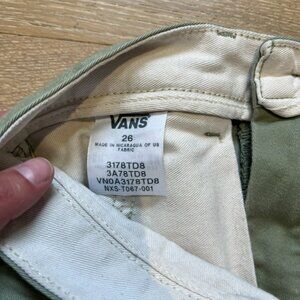 VANS
26
MADE IN NICARAGUA OF US
FABRIC
3178TD8
3A78TD8
VN0A3178TD8
NXS-T067-001